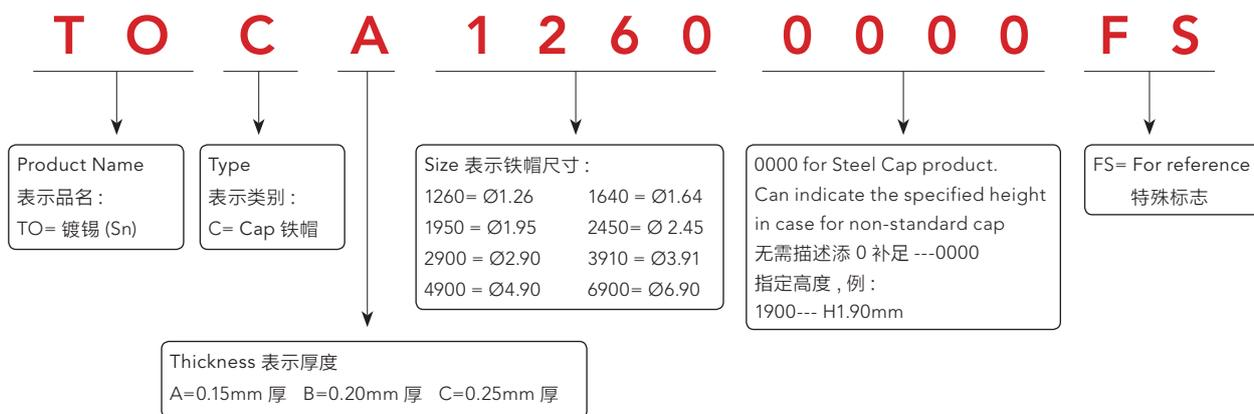 T O C A 1 2 6 0 0 0 0 0 F S
Product Name
表示品名 :
TO= 镀锡 (Sn)
Type
表示类别 :
C= Cap 铁帽
Size 表示铁帽尺寸 :
1260= Ø1.26 1640 = Ø1.64
1950 = Ø1.95 2450= Ø 2.45
2900 = Ø2.90 3910 = Ø3.91
4900 = Ø4.90 6900= Ø6.90
0000 for Steel Cap product.
Can indicate the specified height
in case for non-standard cap
无需描述添 0 补足 ---0000
指定高度 , 例 :
1900--- H1.90mm
FS= For reference
特殊标志
Thickness 表示厚度
A=0.15mm 厚 B=0.20mm 厚 C=0.25mm 厚